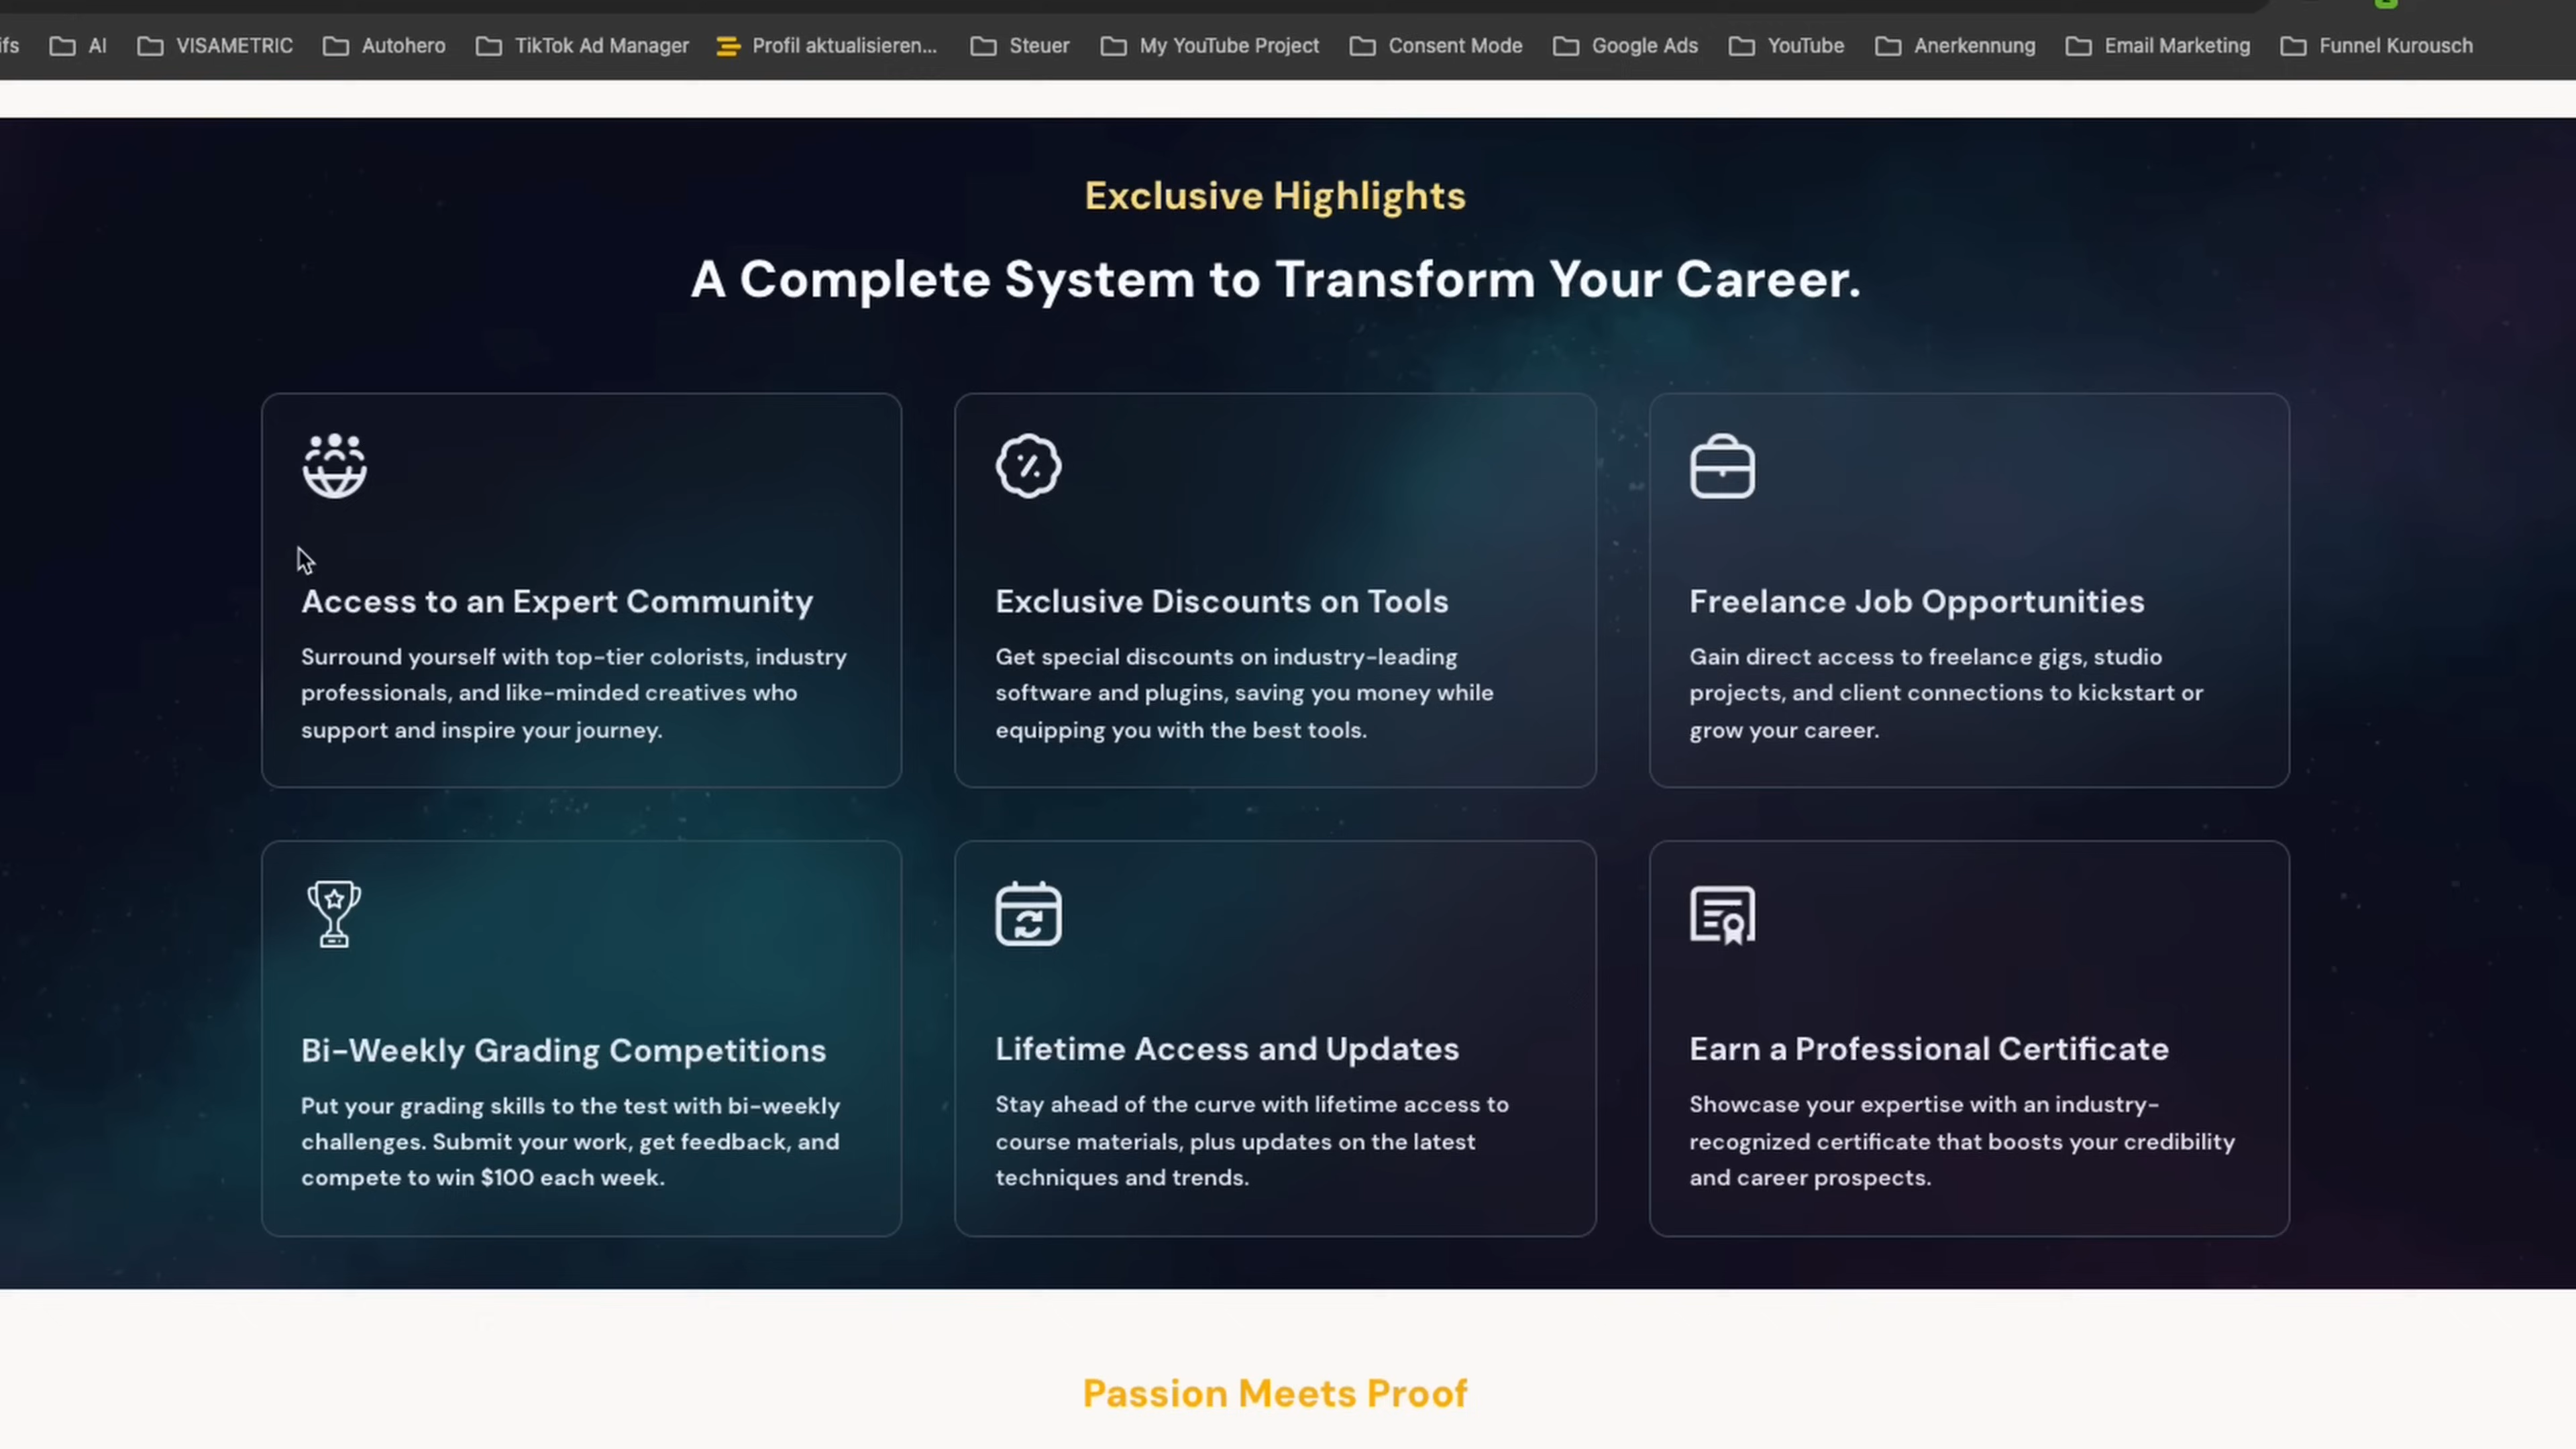 ifs AI VISAMETRIC Autohero TikTok Ad Manager Profil aktualisieren... Steuer My YouTube Project Consent Mode Google Ads YouTube Anerkennung Email Marketing Funnel Kurousch
Exclusive Highlights
A Complete System to Transform Your Career.
Access to an Expert Community
Surround yourself with top-tier colorists, industry
professionals, and like-minded creatives who
support and inspire your journey.
Exclusive Discounts on Tools
Get special discounts on industry-leading
software and plugins, saving you money while
equipping you with the best tools.
Freelance Job Opportunities
Gain direct access to freelance gigs, studio
projects, and client connections to kickstart or
grow your career.
Bi-Weekly Grading Competitions
Put your grading skills to the test with bi-weekly
challenges. Submit your work, get feedback, and
compete to win $100 each week.
Lifetime Access and Updates
Stay ahead of the curve with lifetime access to
course materials, plus updates on the latest
techniques and trends.
Earn a Professional Certificate
Showcase your expertise with an industry-
recognized certificate that boosts your credibility
and career prospects.
Passion Meets Proof